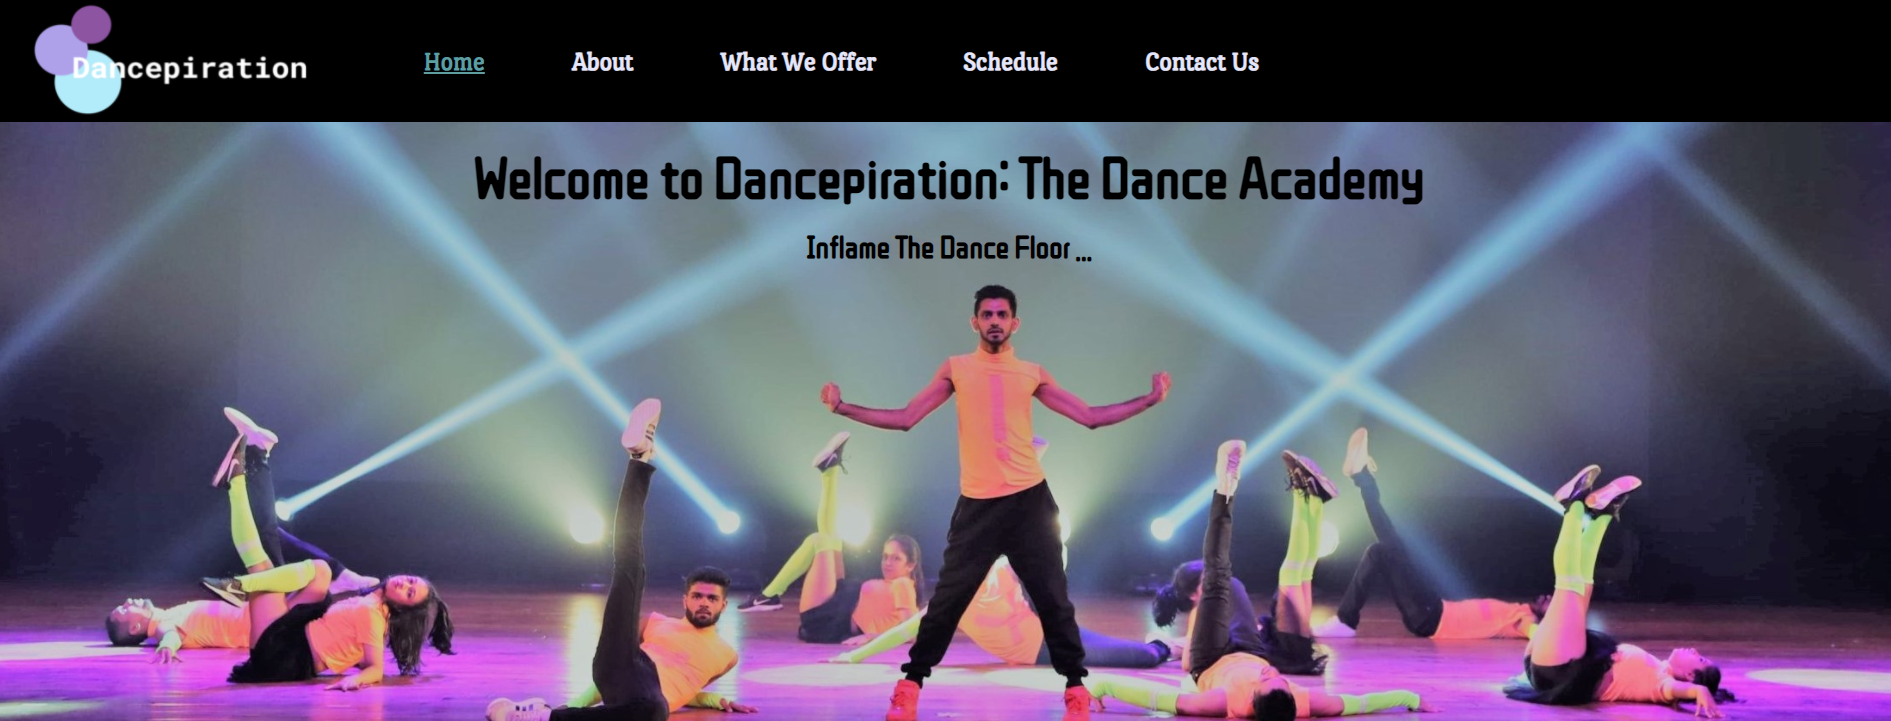 Dancepiration
Home About What We Offer Schedule Contact Us
Welcome to Dancepiration: The Dance Academy
Inflame The Dance Floor ...